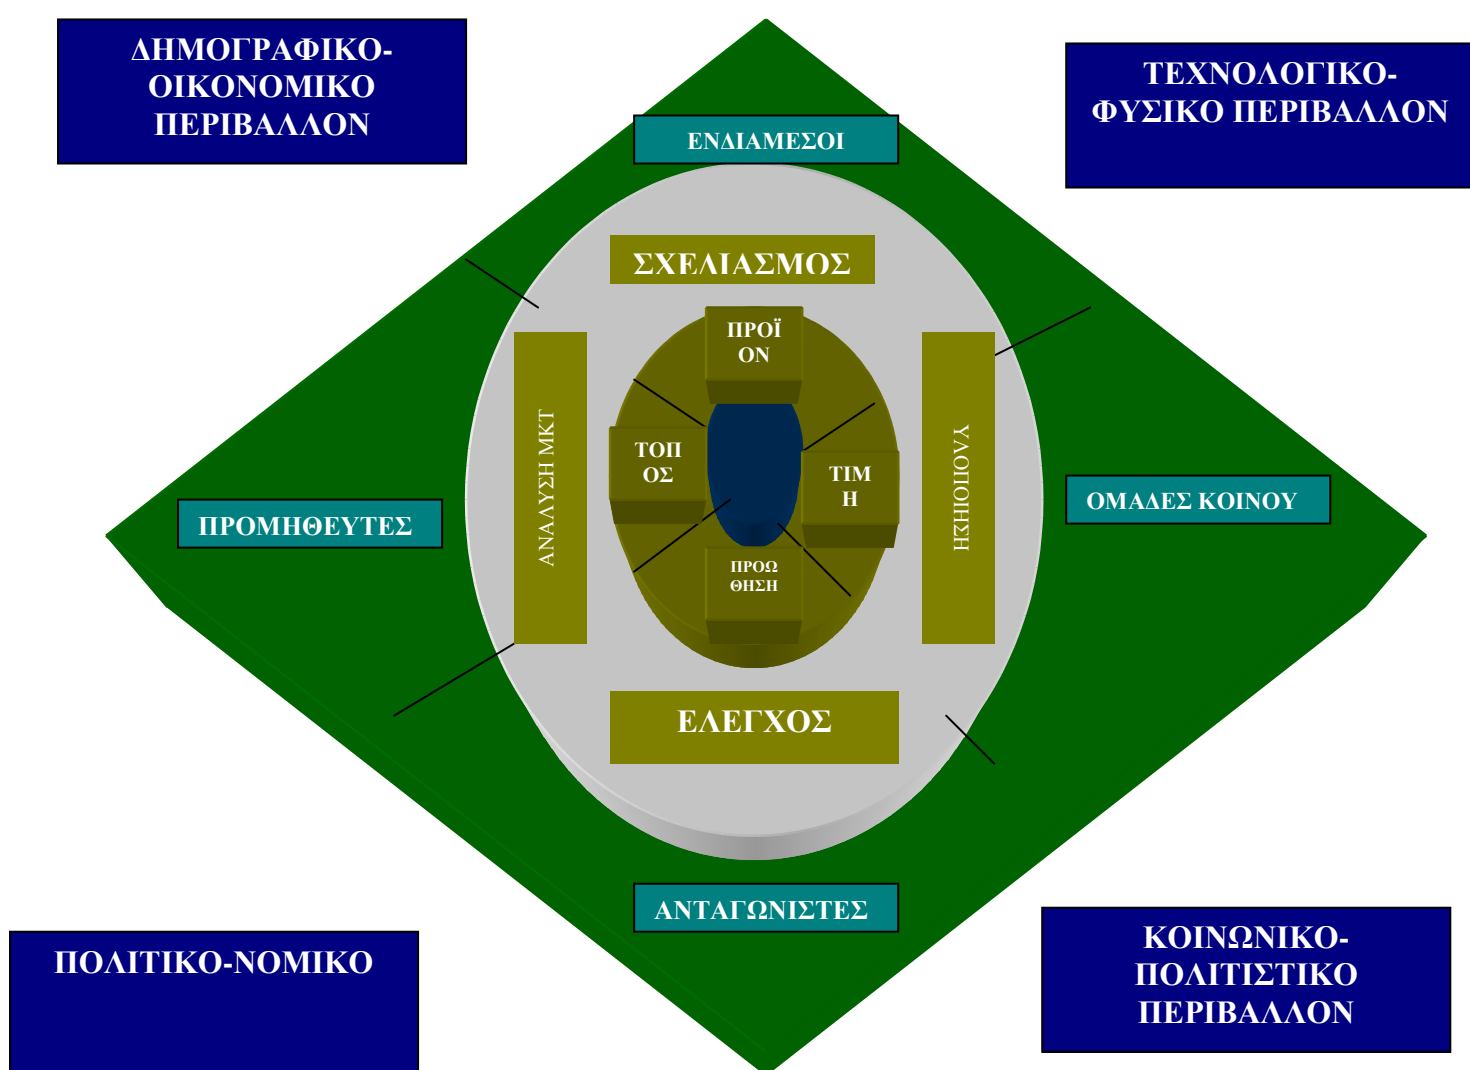 ΔΗΜΟΓΡΑΦΙΚΟ-
ΟΙΚΟΝΟΜΙΚΟ
ΠΕΡΙΒΑΛΛΟΝ
ΤΕΧΝΟΛΟΓΙΚΟ-
ΦΥΣΙΚΟ ΠΕΡΙΒΑΛΛΟΝ
ΕΝΔΙΑΜΕΣΟΙ
ΣΧΕΔΙΑΣΜΟΣ
ΠΡΟΪ
ΟΝ
ΑΝΑΛΥΣΗ ΜΚΤ
ΤΟΠ
ΟΣ
ΤΙΜ
Η
ΥΛΟΠΟΙΗΣΗ
ΠΡΟΜΗΘΕΥΤΕΣ
ΟΜΑΔΕΣ ΚΟΙΝΟΥ
ΠΡΟΩ
ΘΗΣΗ
ΕΛΕΓΧΟΣ
ΑΝΤΑΓΩΝΙΣΤΕΣ
ΠΟΛΙΤΙΚΟ-ΝΟΜΙΚΟ
ΚΟΙΝΩΝΙΚΟ-
ΠΟΛΙΤΙΣΤΙΚΟ
ΠΕΡΙΒΑΛΛΟΝ